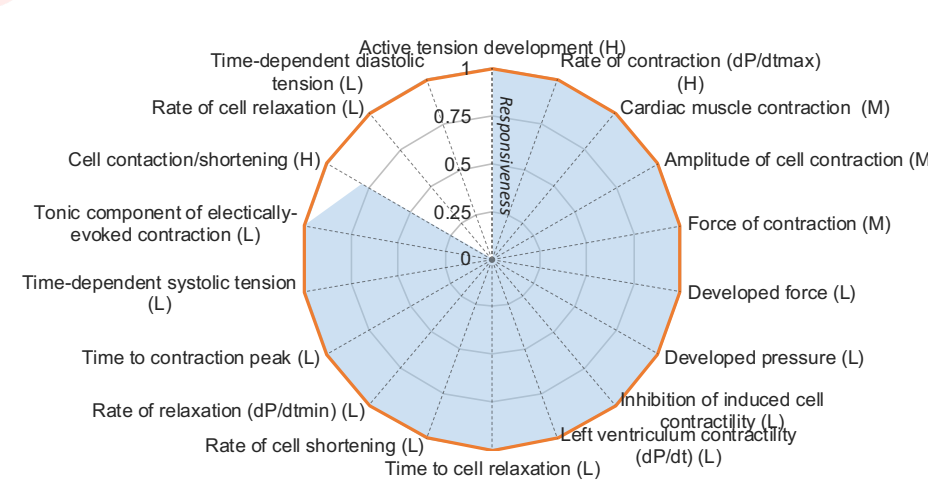 Active tension development (H)
Rate of contraction (dP/dtmax)
(H)
Cardiac muscle contraction (M)
Amplitude of cell contraction (M
Force of contraction (M)
Developed force (L)
Developed pressure (L)
Inhibition of induced cell
contractility (L)
Left ventriculum contractility
(dP/dt) (L)
Time to cell relaxation (L)
Rate of cell shortening (L)
Rate of relaxation (dP/dtmin) (L)
Time to contraction peak (L)
Time-dependent systolic tension
(L)
Tonic component of electically-
evoked contraction (L)
Cell contaction/shortening (H)
Rate of cell relaxation (L)
Time-dependent diastolic
tension (L)
1
0.75
0.5
0.25
0
Responsiveness